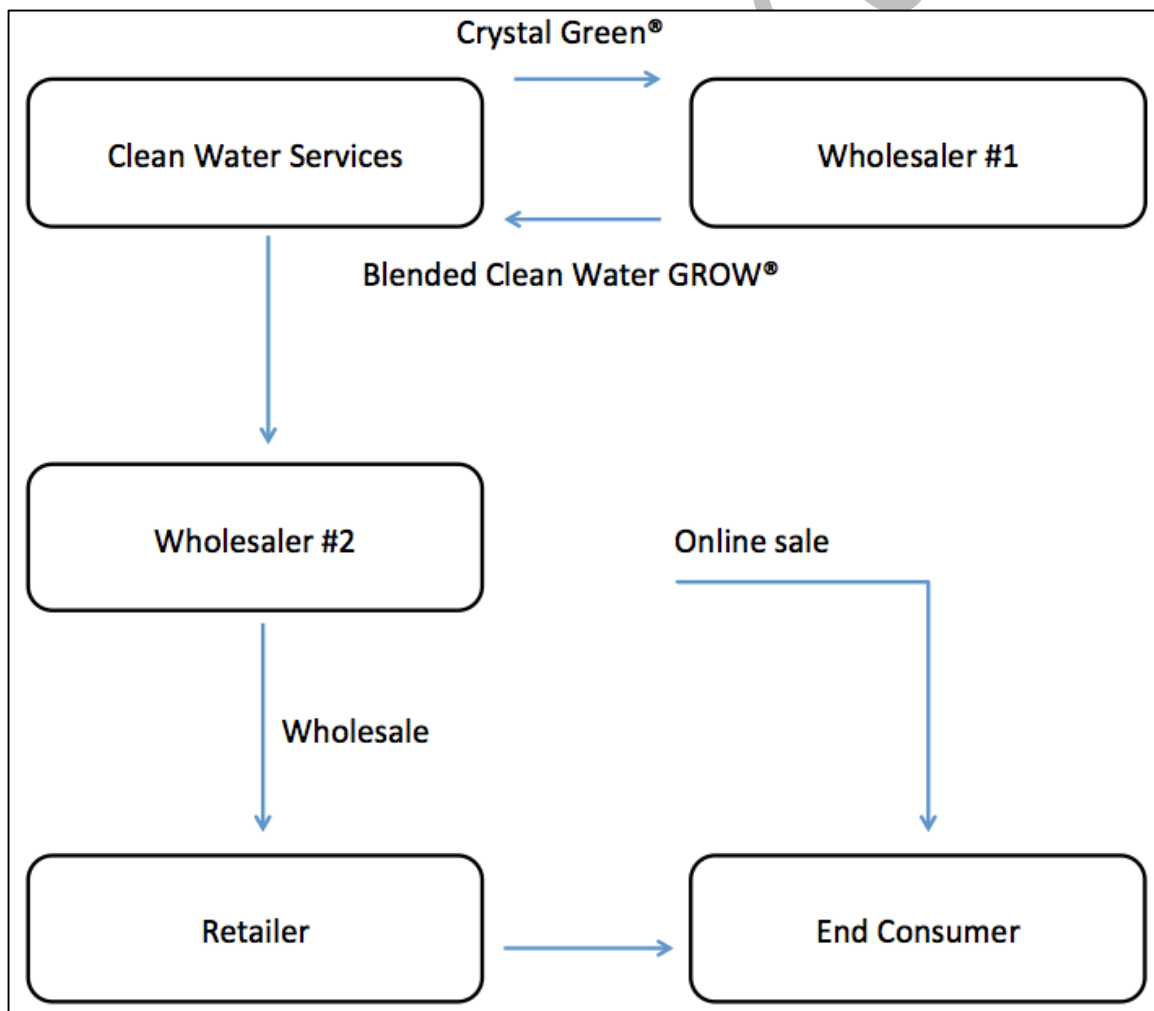 Crystal Green®
Clean Water Services
Wholesaler #1
Blended Clean Water GROW®
Wholesaler #2
Online sale
Wholesale
Retailer
End Consumer